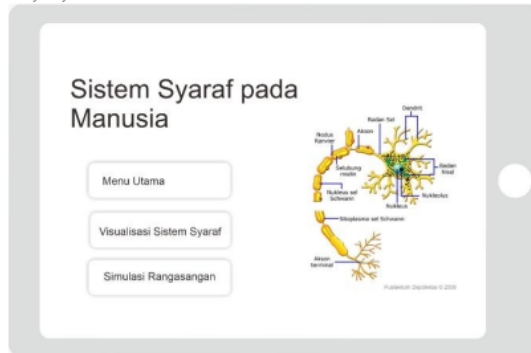 Sistem Syaraf pada
Manusia
Menu Utama
Visualisasi Sistem Syaraf
Simulasi Rangasangan
Dendrit
Badan Sel
Nodus
Ranvier
Akson
Selubung
mielin
Badan
Nissl
Nukleolus
Nukleus
Nukleus sel
Schwann
Sitoplasma sel Schwann
Akson
terminal